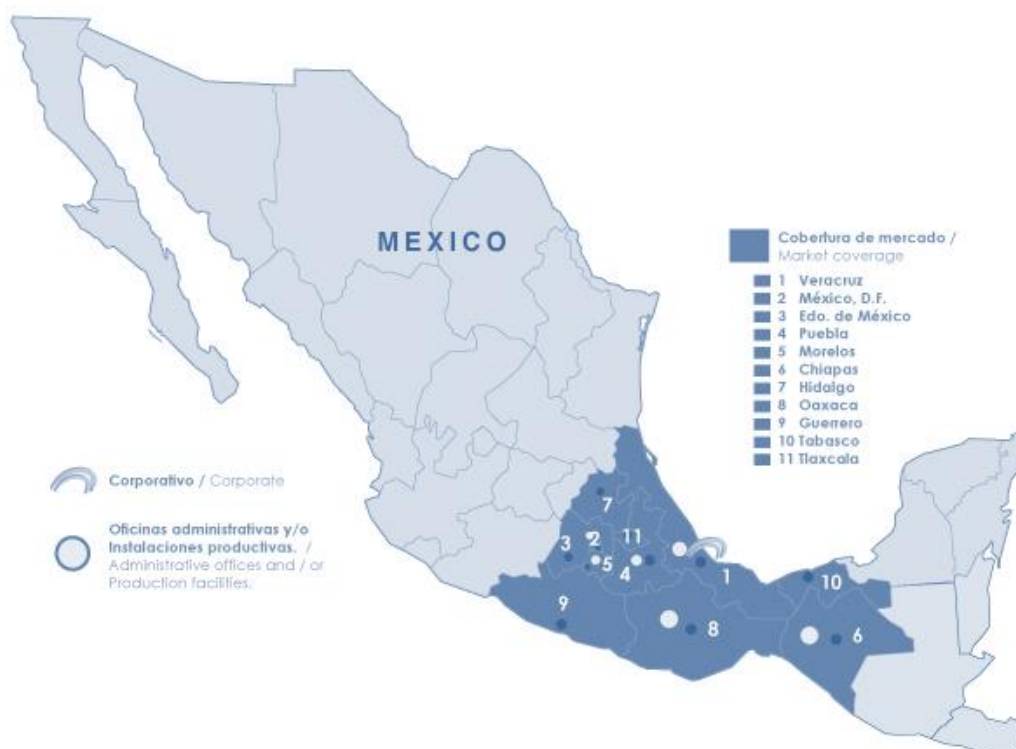 MEXICO
Cobertura de mercado /
Market coverage
1 Veracruz
2 México, D.F.
3 Edo. de México
4 Puebla
5 Morelos
6 Chiapas
7 Hidalgo
8 Oaxaca
9 Guerrero
10 Tabasco
11 Tlaxcala
Corporativo / Corporate
Oficinas administrativas y/o
Instalaciones productivas. /
Administrative offices and / or
Production facilities.
7
2
11
3
5
4
1
10
9
8
6